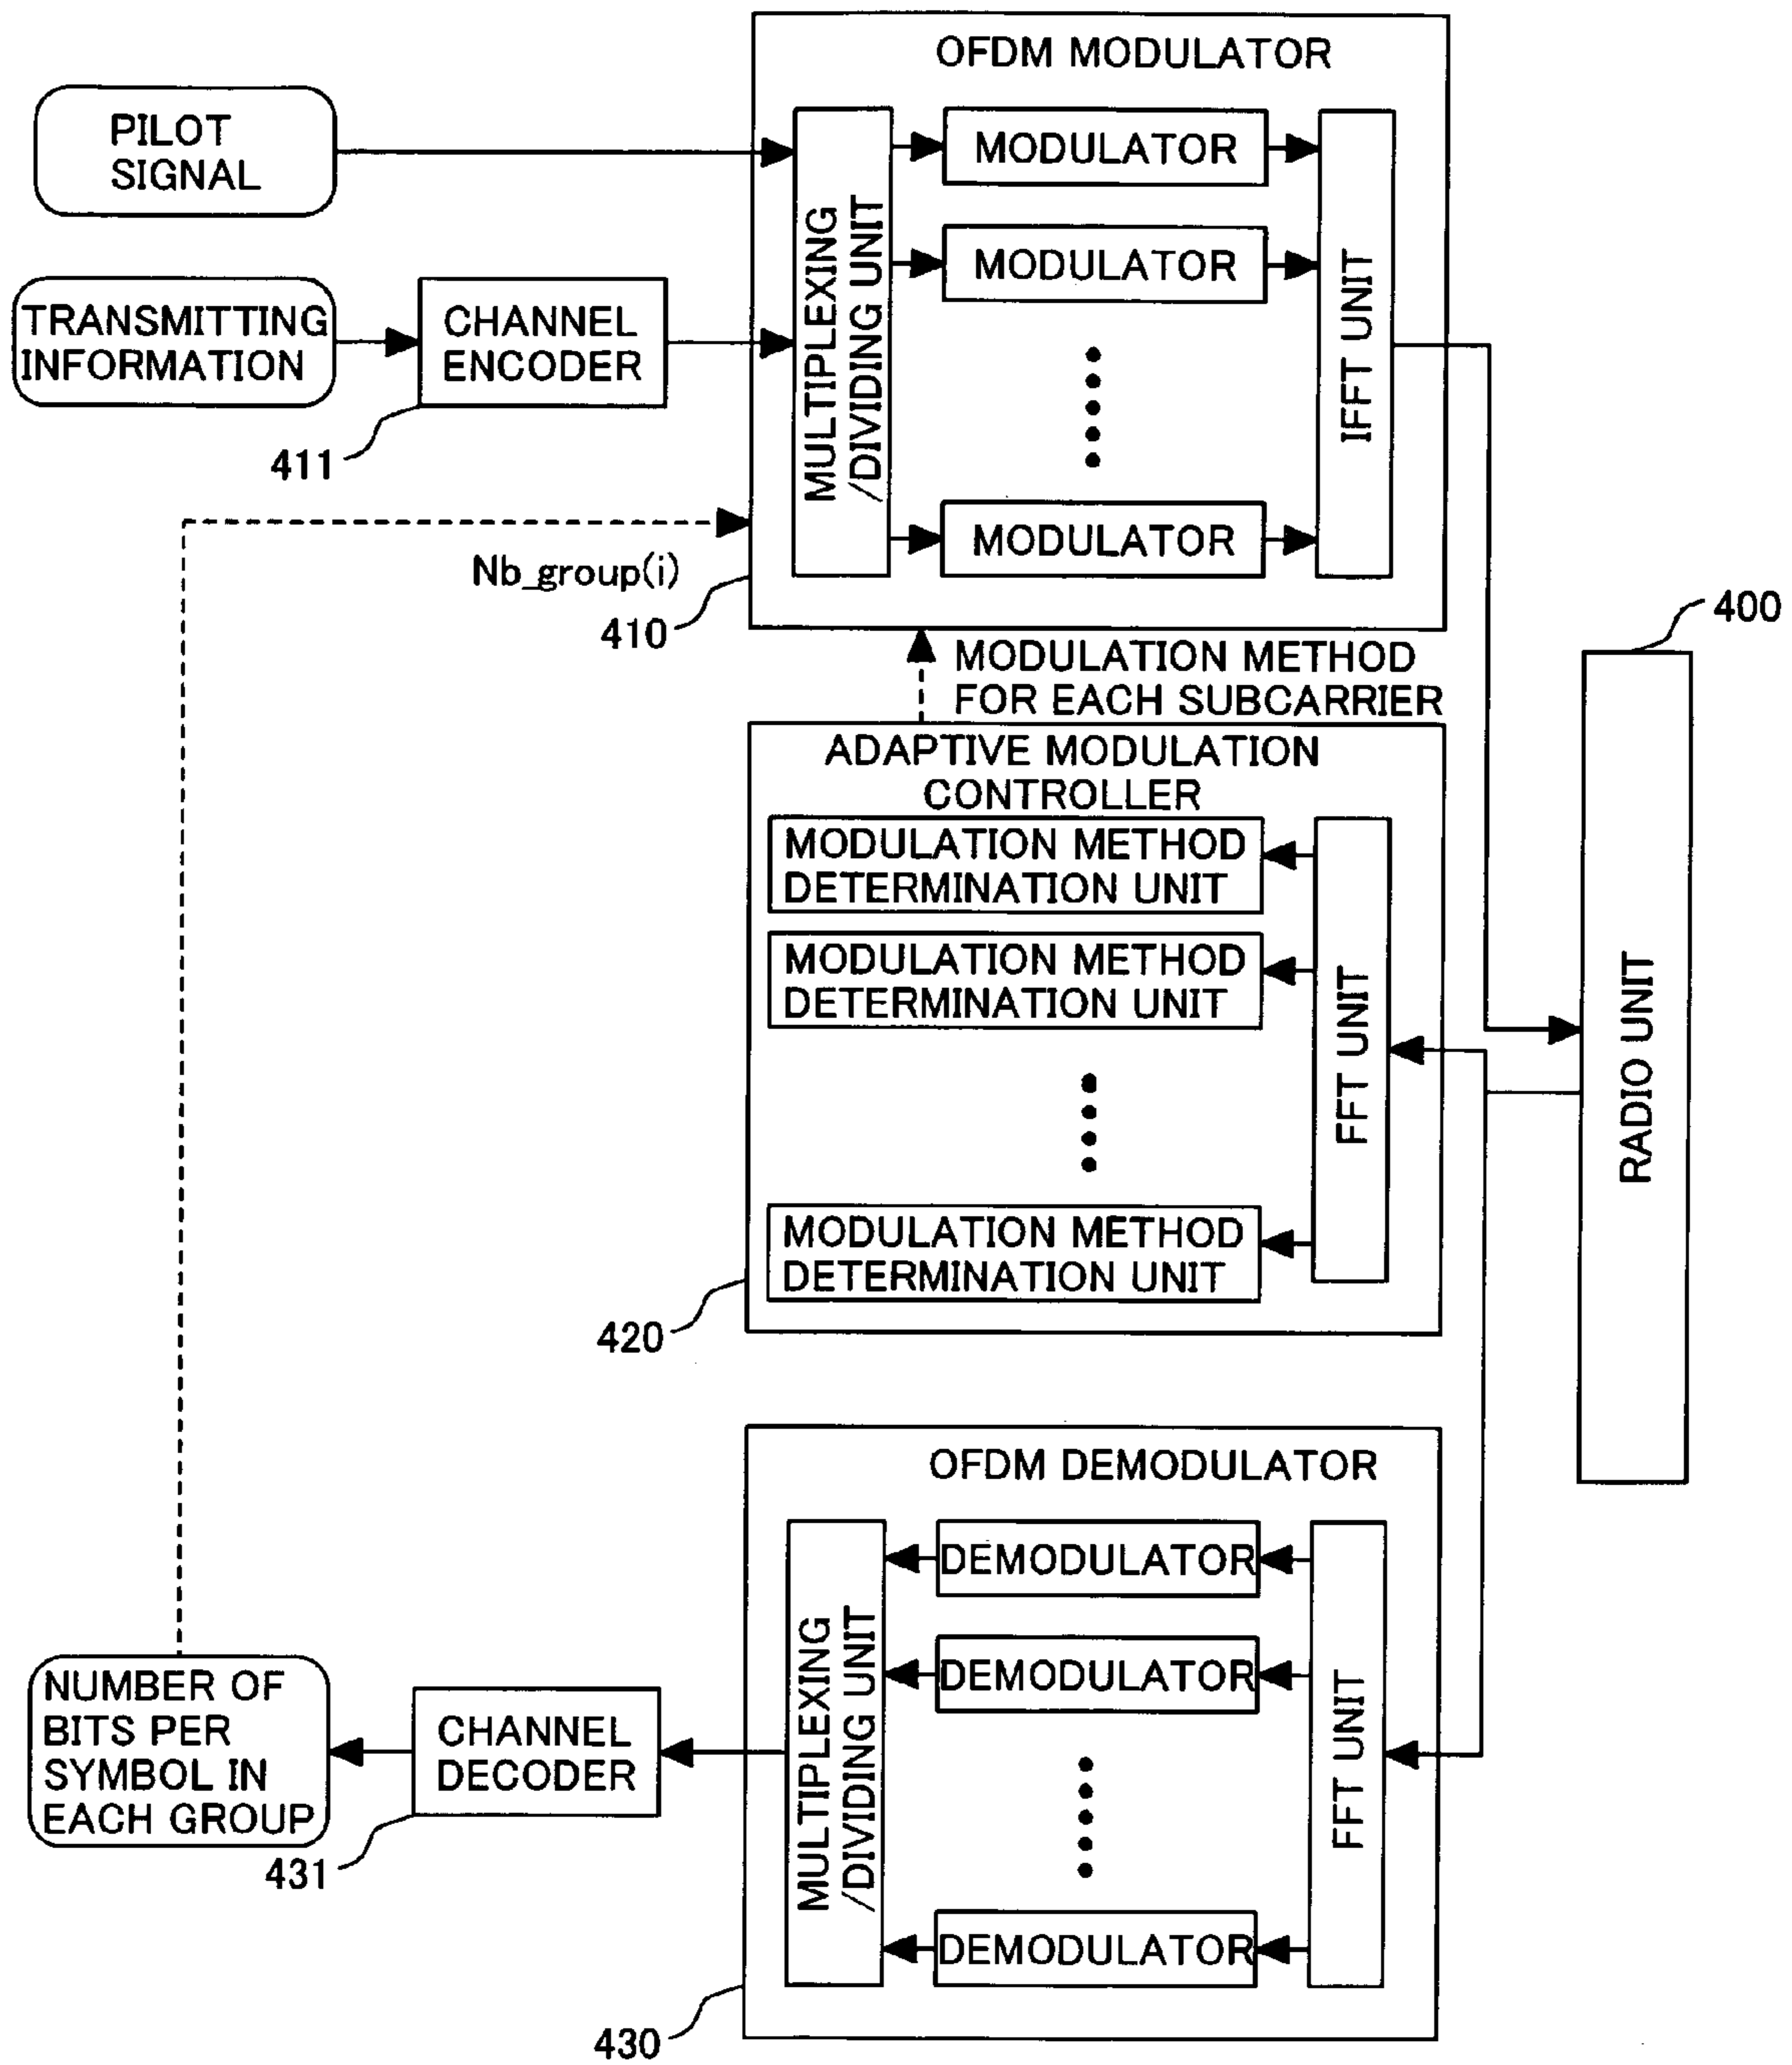 OFDM MODULATOR
PILOT
SIGNAL
MULTIPLEXING
/DIVIDING UNIT
MODULATOR
MODULATOR
MODULATOR
IFFT UNIT
TRANSMITTING
INFORMATION
CHANNEL
ENCODER
411
Nb_group(i)
410
MODULATION METHOD
FOR EACH SUBCARRIER
400
RADIO UNIT
ADAPTIVE MODULATION
CONTROLLER
MODULATION METHOD
DETERMINATION UNIT
MODULATION METHOD
DETERMINATION UNIT
MODULATION METHOD
DETERMINATION UNIT
FFT UNIT
420
OFDM DEMODULATOR
MULTIPLEXING
/DIVIDING UNIT
DEMODULATOR
DEMODULATOR
DEMODULATOR
FFT UNIT
NUMBER OF
BITS PER
SYMBOL IN
EACH GROUP
CHANNEL
DECODER
431
430